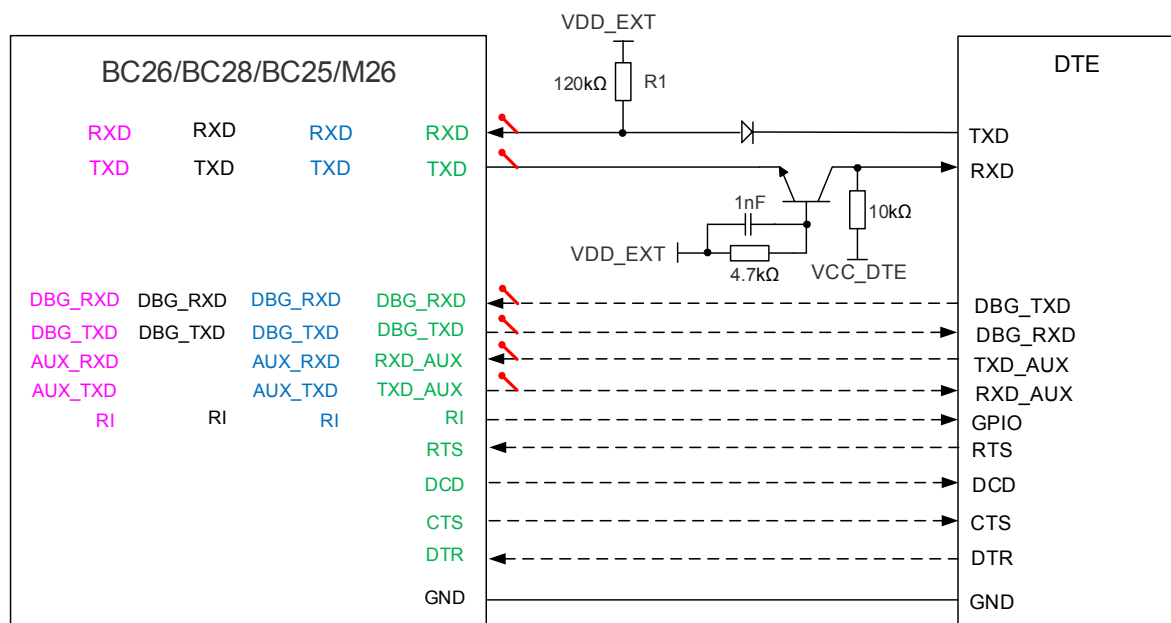 VDD_EXT
BC26/BC28/BC25/M26
DTE
120kΩ R1
RXD RXD RXD RXD TXD
TXD TXD TXD TXD RXD
1nF
10kΩ
VDD_EXT
4.7kΩ VCC_DTE
DBG_RXD DBG_RXD DBG_RXD DBG_RXD DBG_TXD
DBG_TXD DBG_TXD DBG_TXD DBG_TXD DBG_RXD
AUX_RXD AUX_RXD RXD_AUX TXD_AUX
AUX_TXD AUX_TXD TXD_AUX RXD_AUX
RI RI RI RI GPIO
RTS RTS
DCD DCD
CTS CTS
DTR DTR
GND GND